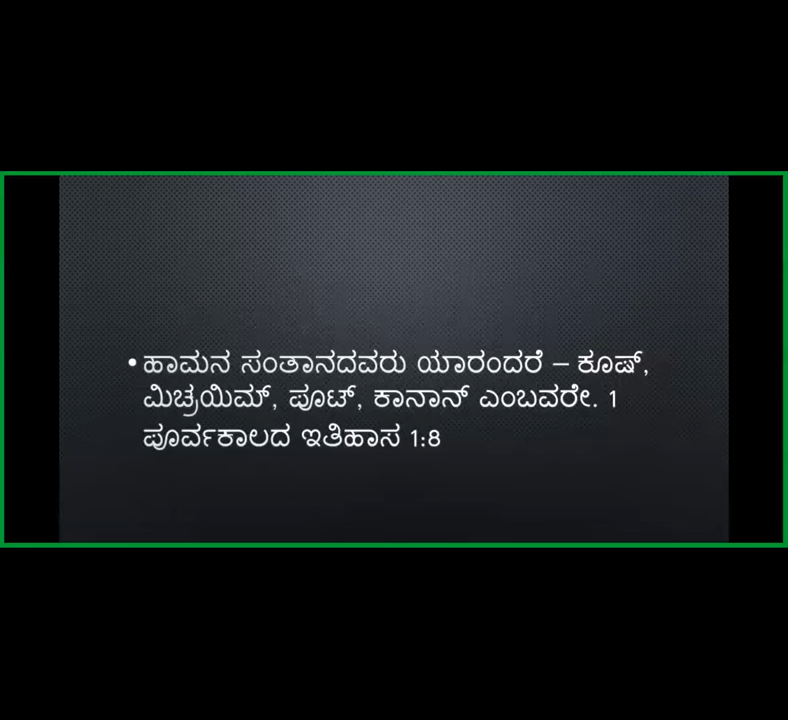 • ಹಾಮನ ಸಂತಾನದವರು ಯಾರಂದರೆ – ಕೂಷ್,
ಮಿಚ್ರಯಿಮ್, ಪೂಟ್, ಕಾನಾನ್ ಎಂಬವರೇ. 1
ಪೂರ್ವಕಾಲದ ಇತಿಹಾಸ 1:8